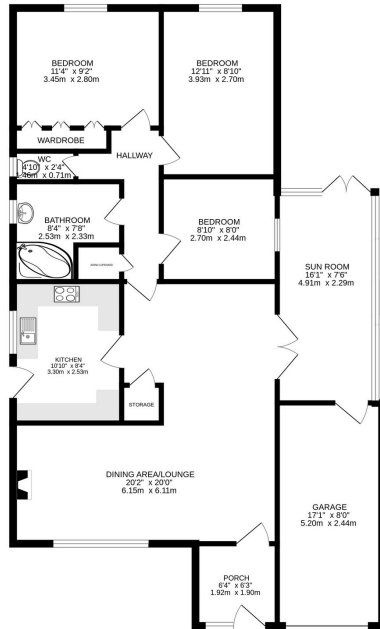 BEDROOM
11'4" x 9'2"
3.45m x 2.80m
BEDROOM
12'11" x 8'10"
3.93m x 2.70m
WARDROBE
HALLWAY
WC
4'10" x 2'4"
1.46m x 0.71m
BATHROOM
8'4" x 7'8"
2.53m x 2.33m
BEDROOM
8'10" x 8'0"
2.70m x 2.44m
SUN ROOM
16'1" x 7'6"
4.91m x 2.29m
KITCHEN
10'10" x 8'4"
3.30m x 2.53m
STORAGE
DINING AREA/LOUNGE
20'2" x 20'0"
6.15m x 6.11m
GARAGE
17'1" x 8'0"
5.20m x 2.44m
PORCH
6'4" x 6'3"
1.92m x 1.90m